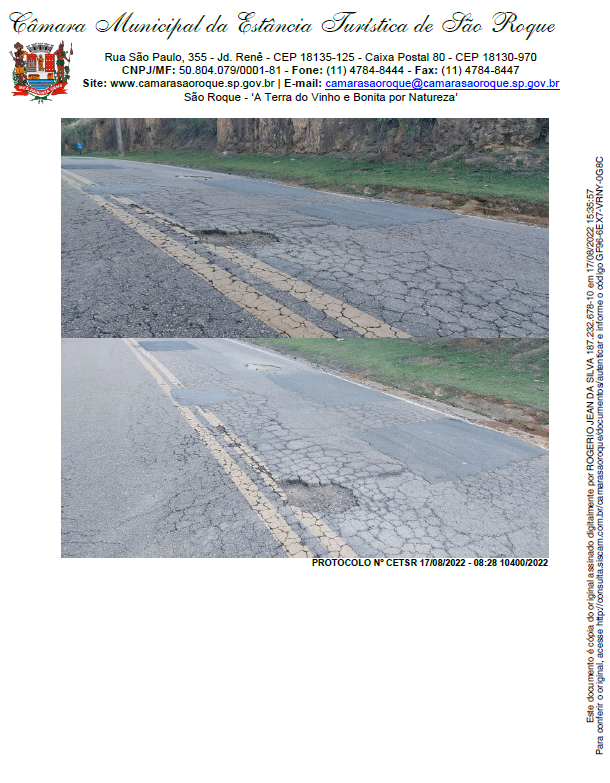 Câmara Municipal da Estância Turística de São Roque
Rua São Paulo, 355 - Jd. Renê - CEP 18135-125 - Caixa Postal 80 - CEP 18130-970
CNPJ/MF: 50.804.079/0001-81 - Fone: (11) 4784-8444 - Fax: (11) 4784-8447
Site: www.camarasaoroque.sp.gov.br | E-mail: camarasaoroque@camarasaoroque.sp.gov.br
São Roque - 'A Terra do Vinho e Bonita por Natureza'
PROTOCOLO Nº CETSR 17/08/2022 - 08:28 10400/2022
Este documento é cópia do original assinado digitalmente por ROGERIO JEAN DA SILVA 187.232.678-10 em 17/08/2022 15:35:57
Para conferir o original, acesse http://consulta.siscam.com.br/camarasaoroque/documentos/autenticar e informe o código GF96-6EX7-VRNY-0G8C